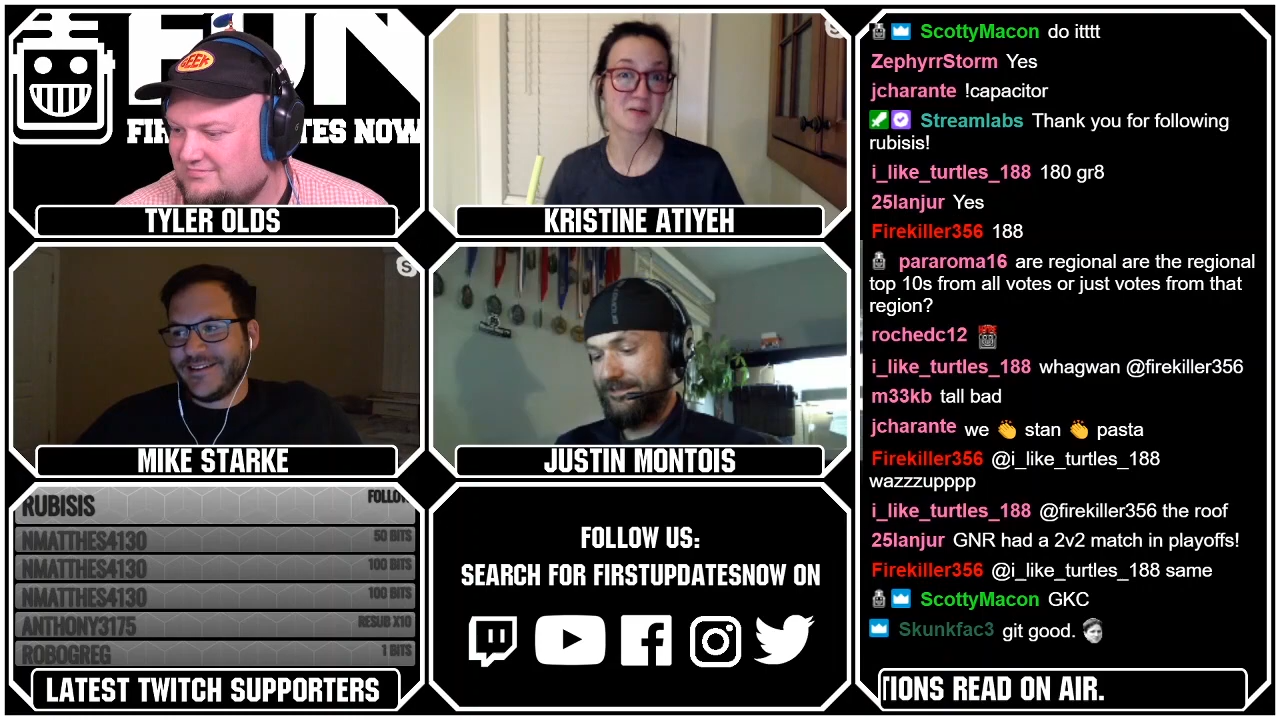 FUN
GEEK
TYLER OLDS
KRISTINE ATIYEH
MIKE STARKE
JUSTIN MONTOIS
RUBISIS
NMATTHES4130 50 BITS
NMATTHES4130 100 BITS
NMATTHES4130 100 BITS
ANTHONY3175 RESUB X10
ROBOGREG 1 BITS
LATEST TWITCH SUPPORTERS
FOLLOW US:
SEARCH FOR FIRSTUPDATESNOW ON
ScottyMacon do itttt
ZephyrrStorm Yes
jcharante !capacitor
Streamlabs Thank you for following
rubisis!
i_like_turtles_188 180 gr8
25lanjur Yes
Firekiller356 188
pararoma16 are regional are the regional
top 10s from all votes or just votes from that
region?
rochedc12
i_like_turtles_188 whagwan @firekiller356
m33kb tall bad
jcharante we 👏 stan 👏 pasta
Firekiller356 @i_like_turtles_188
wazzzupppp
i_like_turtles_188 @firekiller356 the roof
25lanjur GNR had a 2v2 match in playoffs!
Firekiller356 @i_like_turtles_188 same
ScottyMacon GKC
Skunkfac3 git good.
TIONS READ ON AIR.